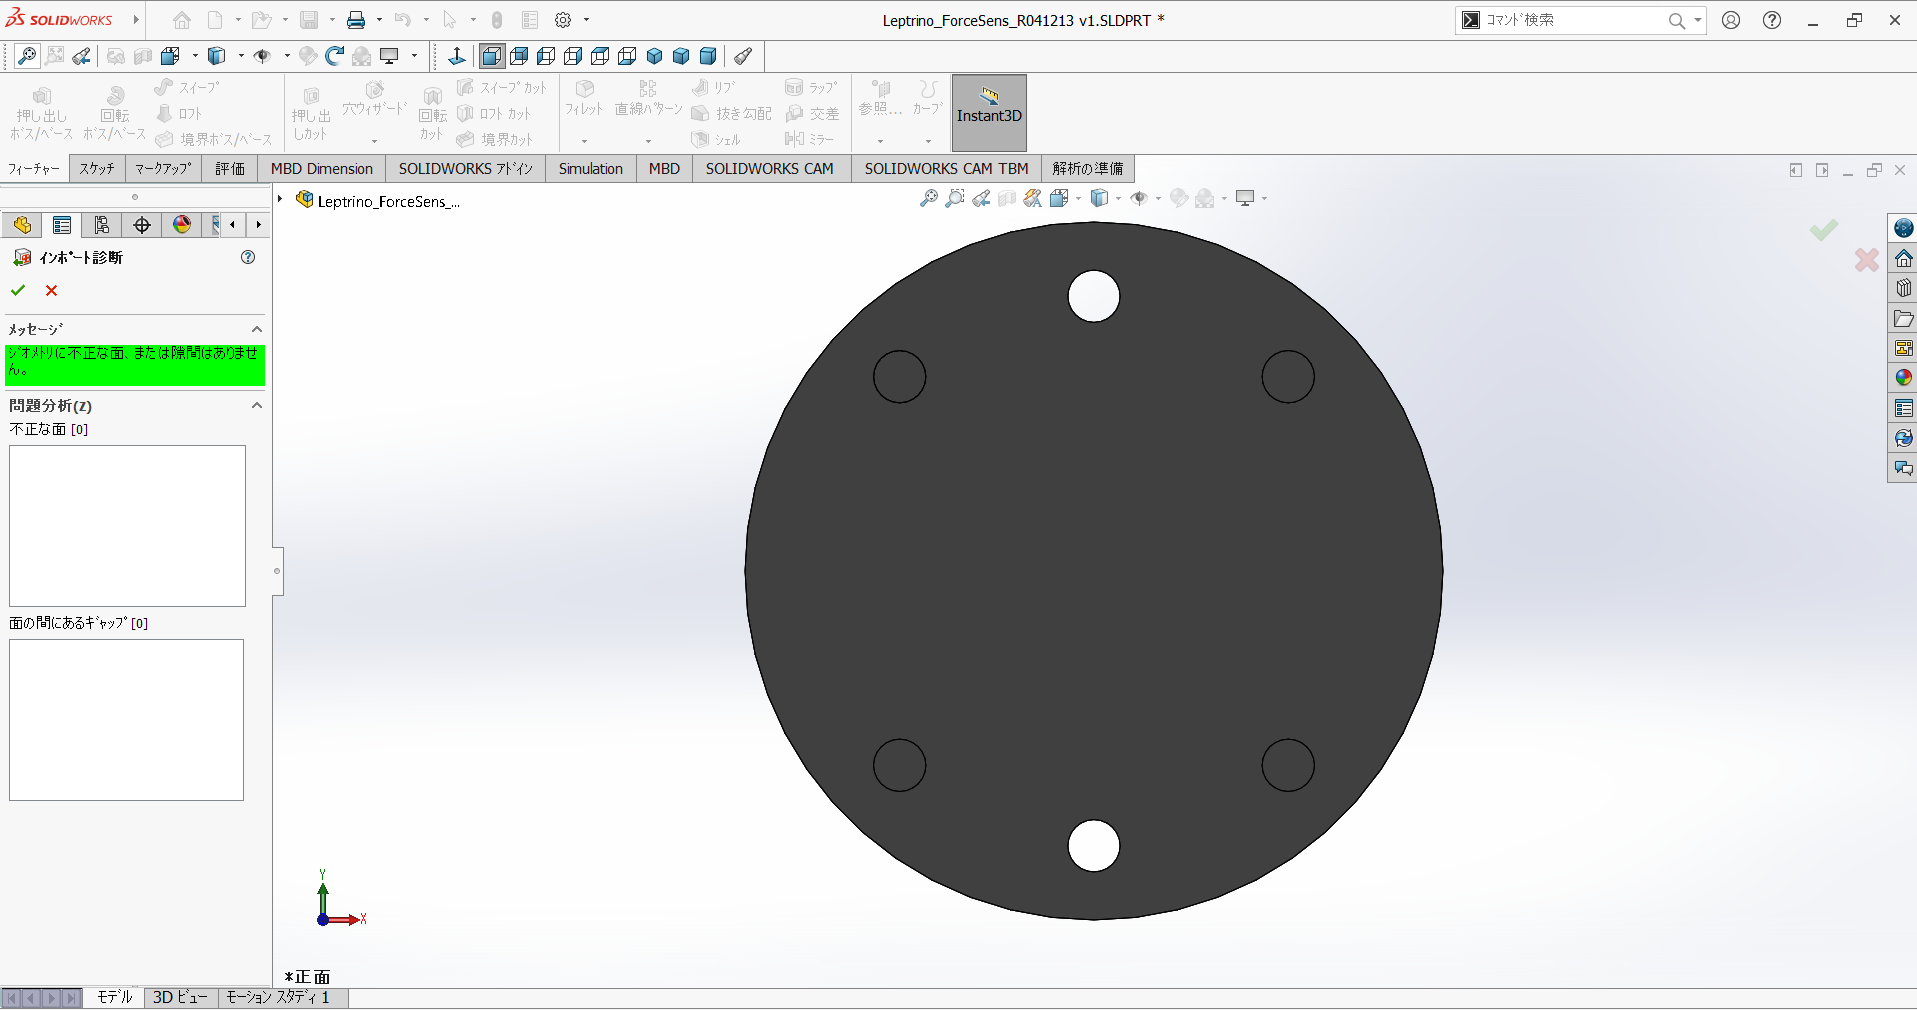 SOLIDWORKS
Leptrino_ForceSens_R041213 v1.SLDPRT *
コマンド検索
押し出し
ボス/ベース
回転
ボス/ベース
スイープ
ロフト
境界ボス/ベース
押し出
しカット
穴ウィザード
回転
カット
スイープ カット
ロフト カット
境界カット
フィレット
直線パターン
リブ
抜き勾配
シェル
ラップ
交差
ミラー
参照...
カーブ
Instant3D
フィーチャー
スケッチ
マークアップ
評価
MBD Dimension
SOLIDWORKS アドイン
Simulation
MBD
SOLIDWORKS CAM
SOLIDWORKS CAM TBM
解析の準備
Leptrino_ForceSens_...
インポート診断
メッセージ
ジオメトリに不正な面、または隙間はありませ
ん。
問題分析(Z)
不正な面 [0]
面の間にあるギャップ [0]
Y
X
*正面
モデル
3D ビュー
モーション スタディ 1